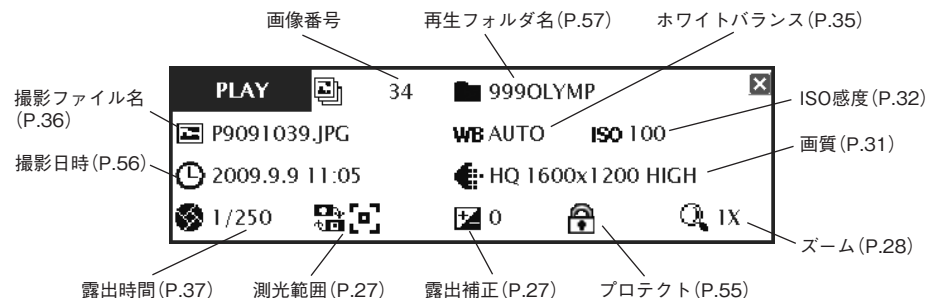 画像番号 再生フォルダ名(P.57) ホワイトバランス(P.35)
PLAY 34 999OLYMP
撮影ファイル名
(P.36)
ISO感度(P.32)
P9091039.JPG WB AUTO ISO 100
画質(P.31)
撮影日時(P.56)
2009.9.9 11:05 HQ 1600x1200 HIGH
1/250 0 1X
ズーム(P.28)
露出時間(P.37) 測光範囲(P.27) 露出補正(P.27) プロテクト(P.55)